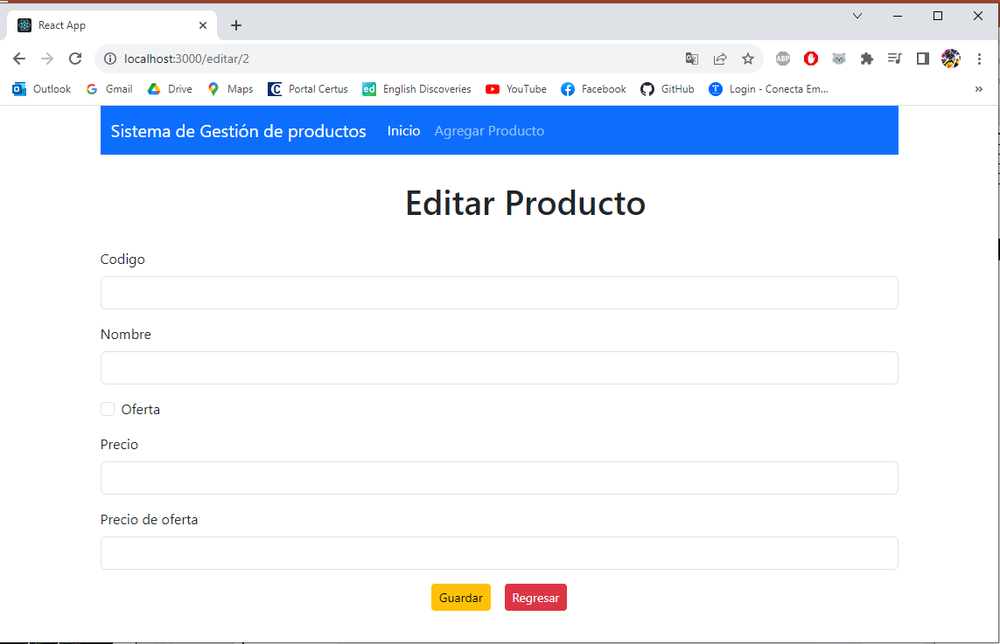 React App
localhost:3000/editar/2
ABP
Outlook Gmail Drive Maps Portal Certus ed English Discoveries YouTube Facebook GitHub Login - Conecta Em... »
Sistema de Gestión de productos Inicio Agregar Producto
Editar Producto
Codigo
Nombre
Oferta
Precio
Precio de oferta
Guardar Regresar